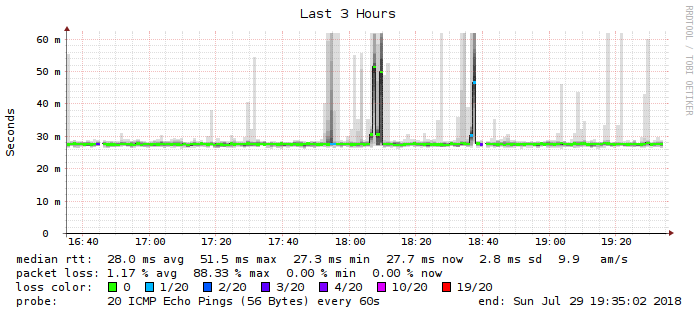 Last 3 Hours
RRDTOOL / TOBI OETIKER
Seconds
60 m
50 m
40 m
30 m
20 m
10 m
0
16:40 17:00 17:20 17:40 18:00 18:20 18:40 19:00 19:20
median rtt: 28.0 ms avg 51.5 ms max 27.3 ms min 27.7 ms now 2.8 ms sd 9.9 am/s
packet loss: 1.17 % avg 88.33 % max 0.00 % min 0.00 % now
loss color: 0 1/20 2/20 3/20 4/20 10/20 19/20
probe: 20 ICMP Echo Pings (56 Bytes) every 60s end: Sun Jul 29 19:35:02 2018